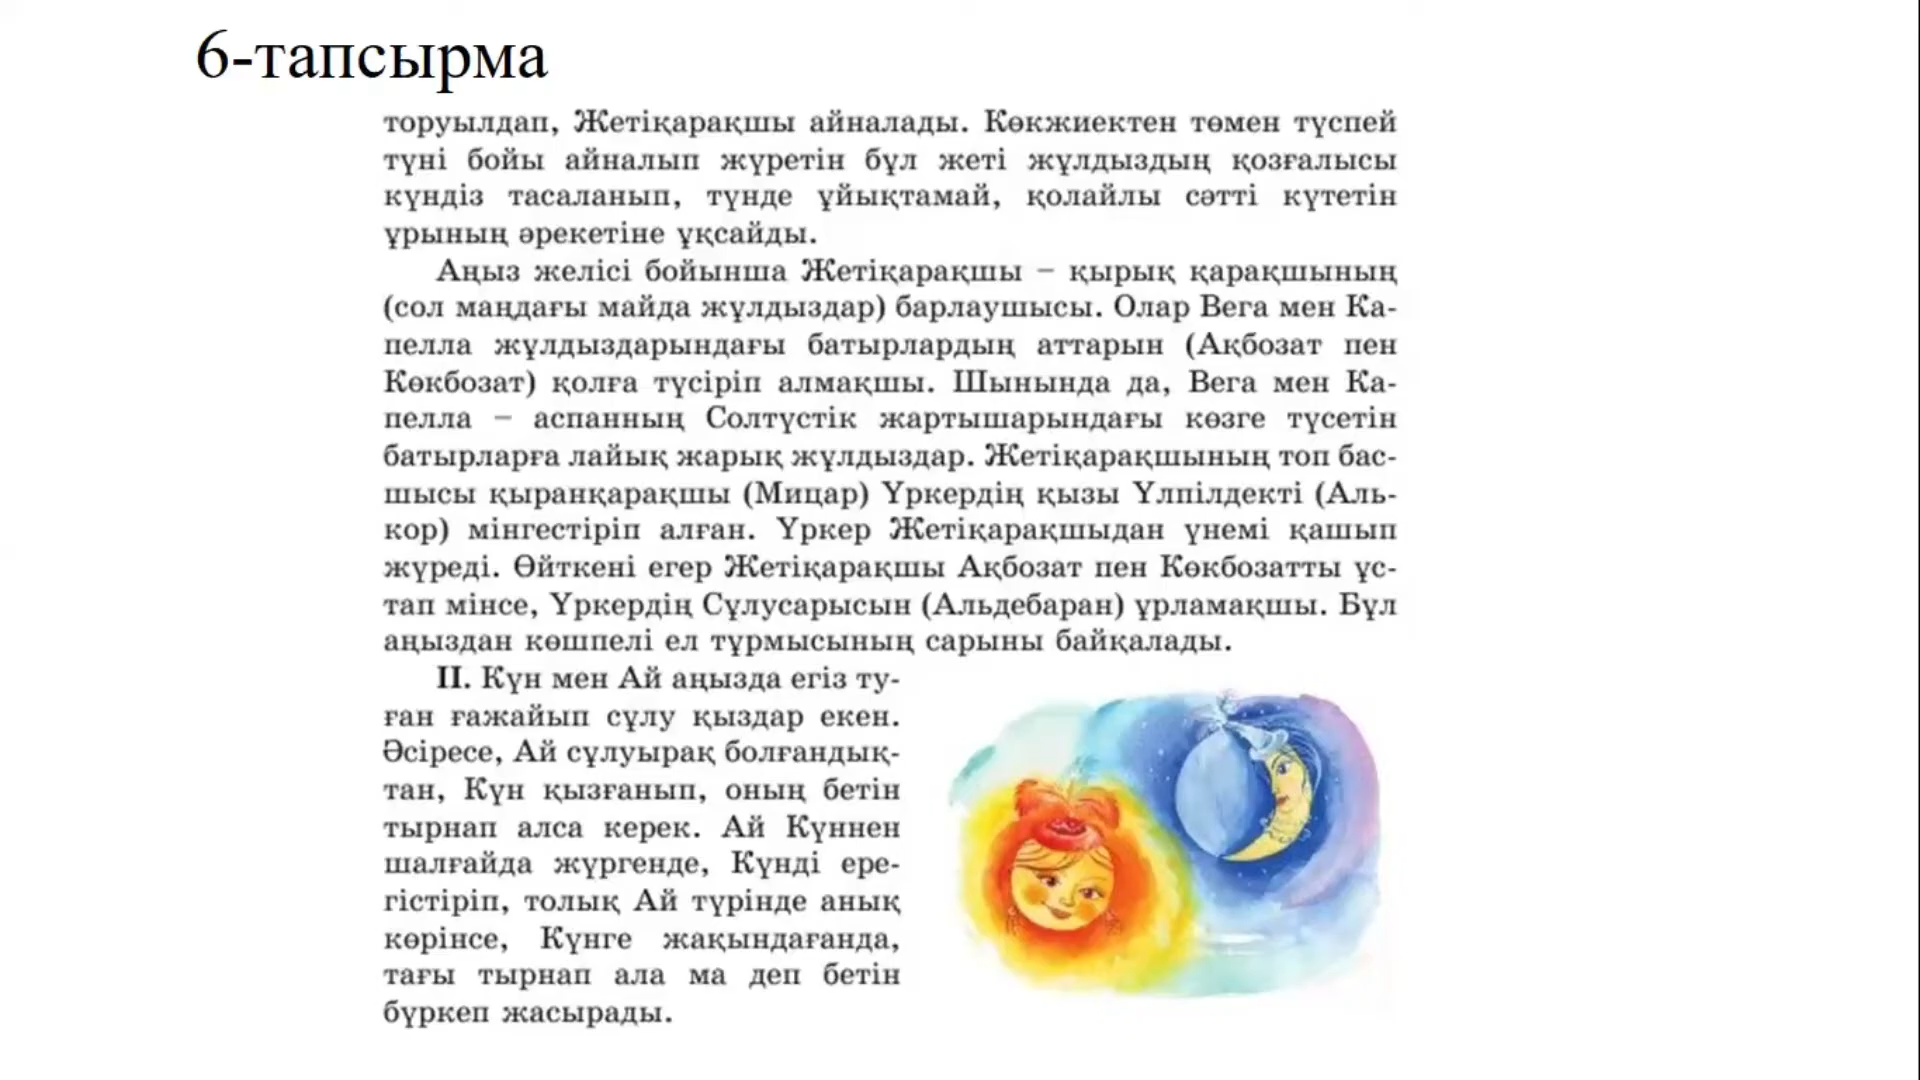 6-тапсырма
торуылдап, Жетіқарақшы айналады. Көкжиектен төмен түспей
түні бойы айналып жүретін бұл жеті жұлдыздың қозғалысы
күндіз тасаланып, түнде ұйықтамай, қолайлы сәтті күтетін
ұрының әрекетіне ұқсайды.
Аңыз желісі бойынша Жетіқарақшы – қырық қарақшының
(сол маңдағы майда жұлдыздар) барлаушысы. Олар Вега мен Ка-
пелла жұлдыздарындағы батырлардың аттарын (Ақбозат пен
Көкбозат) қолға түсіріп алмақшы. Шынында да, Вега мен Ка-
пелла – аспанның Солтүстік жартышарындағы көзге түсетін
батырларға лайық жарық жұлдыздар. Жетіқарақшының топ бас-
шысы қыранқарақшы (Мицар) Үркердің қызы Үлпілдекті (Аль-
кор) мінгестіріп алған. Үркер Жетіқарақшыдан үнемі қашып
жүреді. Өйткені егер Жетіқарақшы Ақбозат пен Көкбозатты ұс-
тап мінсе, Үркердің Сұлусарысын (Альдебаран) ұрламақшы. Бұл
аңыздан көшпелі ел тұрмысының сарыны байқалады.
II. Күн мен Ай аңызда егіз ту-
ған ғажайып сұлу қыздар екен.
Әсіресе, Ай сұлуырақ болғандық-
тан, Күн қызғанып, оның бетін
тырнап алса керек. Ай Күннен
шалғайда жүргенде, Күнді ере-
гістіріп, толық Ай түрінде анық
көрінсе, Күнге жақындағанда,
тағы тырнап ала ма деп бетін
бүркеп жасырады.